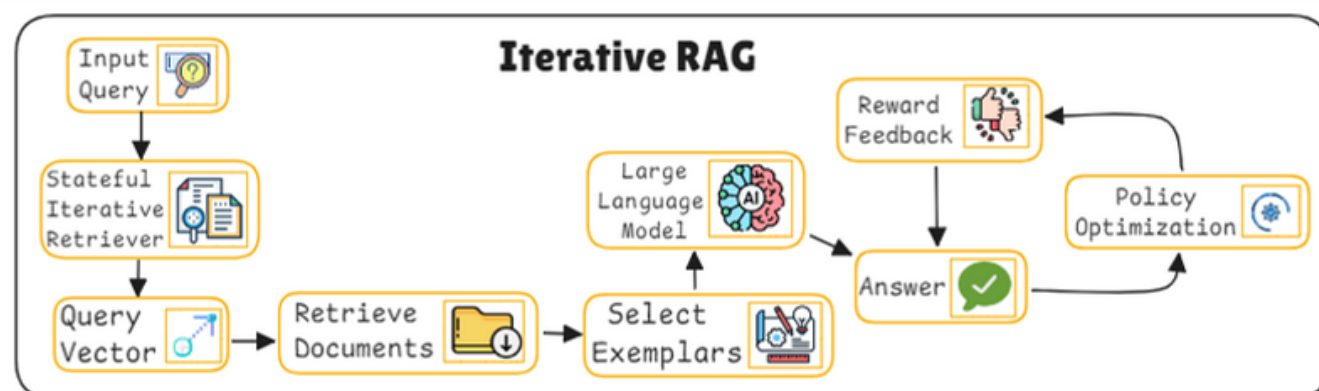 Iterative RAG
Input
Query
Stateful
Iterative
Retriever
Query
Vector
Retrieve
Documents
Select
Exemplars
Large
Language
Model
AI
Answer
Policy
Optimization
Reward
Feedback
?